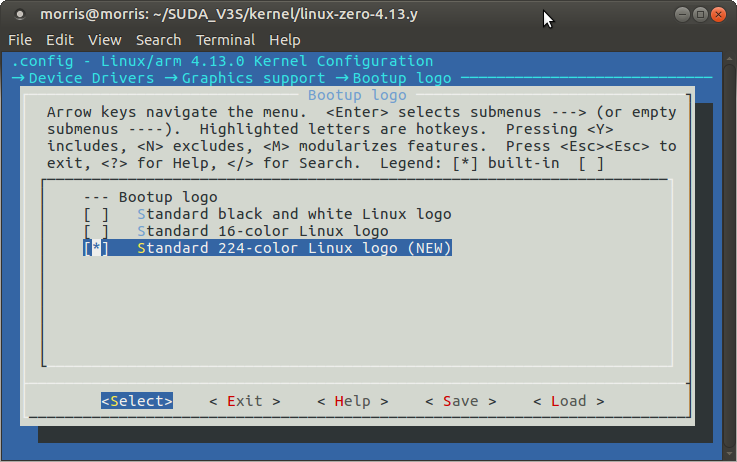 morris@morris: ~/SUDA_V3S/kernel/linux-zero-4.13.y
File Edit View Search Terminal Help
.config - Linux/arm 4.13.0 Kernel Configuration
→ Device Drivers → Graphics support → Bootup logo
Bootup logo
Arrow keys navigate the menu. <Enter> selects submenus ---> (or empty
submenus ----). Highlighted letters are hotkeys. Pressing <Y>
includes, <N> excludes, <M> modularizes features. Press <Esc><Esc> to
exit, <?> for Help, </> for Search. Legend: [*] built-in [ ]
--- Bootup logo
[ ] Standard black and white Linux logo
[ ] Standard 16-color Linux logo
[*] Standard 224-color Linux logo (NEW)
<Select> < Exit > < Help > < Save > < Load >